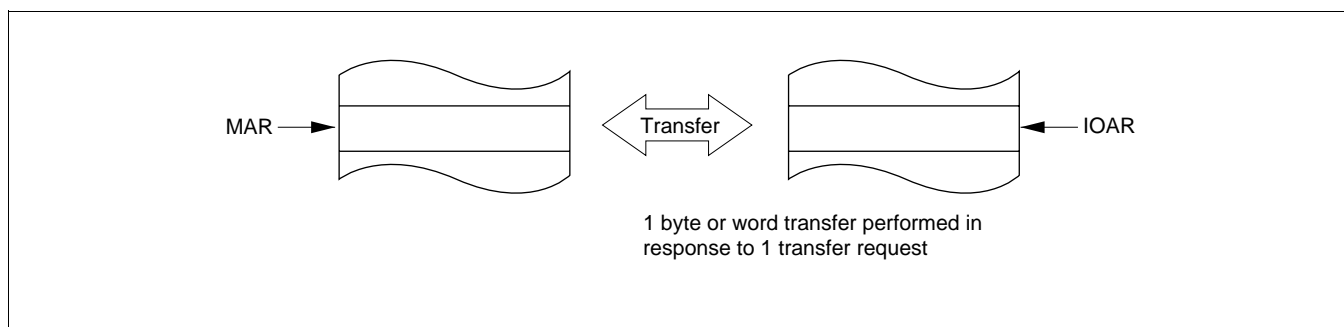 MAR
Transfer
IOAR
1 byte or word transfer performed in
response to 1 transfer request